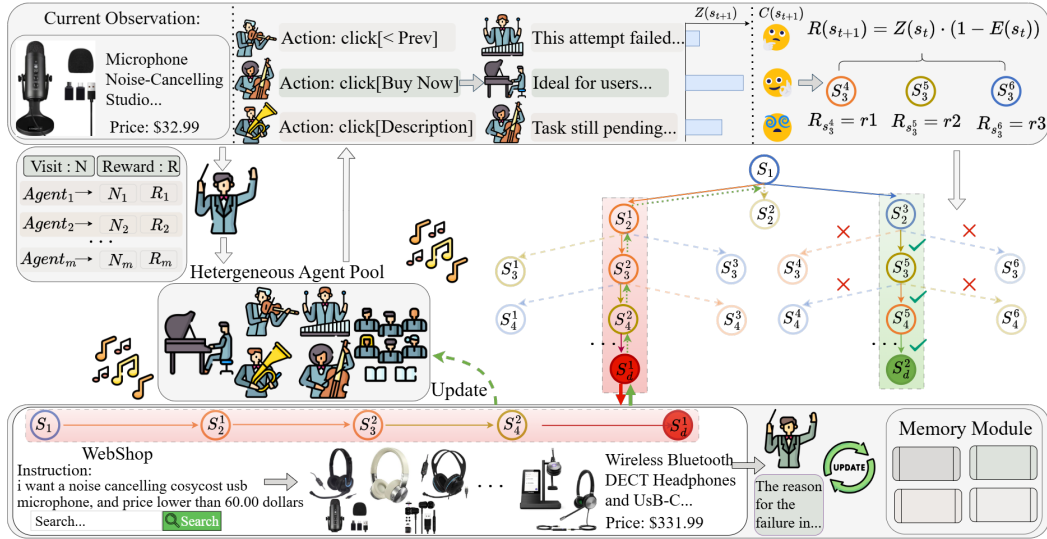 Current Observation:
Microphone
Noise-Cancelling
Studio...
Price: $32.99
Action: click[< Prev]
Action: click[Buy Now]
Action: click[Description]
This attempt failed...
Ideal for users...
Task still pending...
Z(s_{t+1})
C(s_{t+1})
R(s_{t+1}) = Z(s_t) · (1 − E(s_t))
S_3^4 S_3^5 S_3^6
R_{s_3^4} = r1 R_{s_3^5} = r2 R_{s_3^6} = r3
Visit : N Reward : R
Agent_1 N_1 R_1
Agent_2 N_2 R_2
...
Agent_m N_m R_m
Hetergeneous Agent Pool
Update
S_1
S_2^1 S_2^2 S_2^3
S_3^1 S_3^2 S_3^3 S_3^4 S_3^5 S_3^6
S_4^1 S_4^2 S_4^3 S_4^4 S_4^5 S_4^6
... ...
S_d^1 S_d^2
S_1 S_2^1 S_3^2 S_4^2 S_d^1
WebShop
Instruction:
i want a noise cancelling cosycost usb
microphone, and price lower than 60.00 dollars
Search... Search
...
Wireless Bluetooth
DECT Headphones
and UsB-C...
Price: $331.99
The reason
for the
failure in...
UPDATE
Memory Module